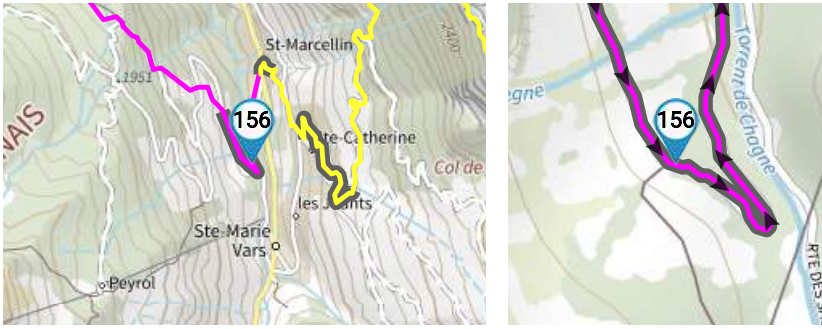 St-Marcellin
2400
1951
NAIS
156
te-Catherine
Col de
les J ants
Ste-Marie
Vars
Peyrol
Torrent de Chagne
egne
156
RTE DES S